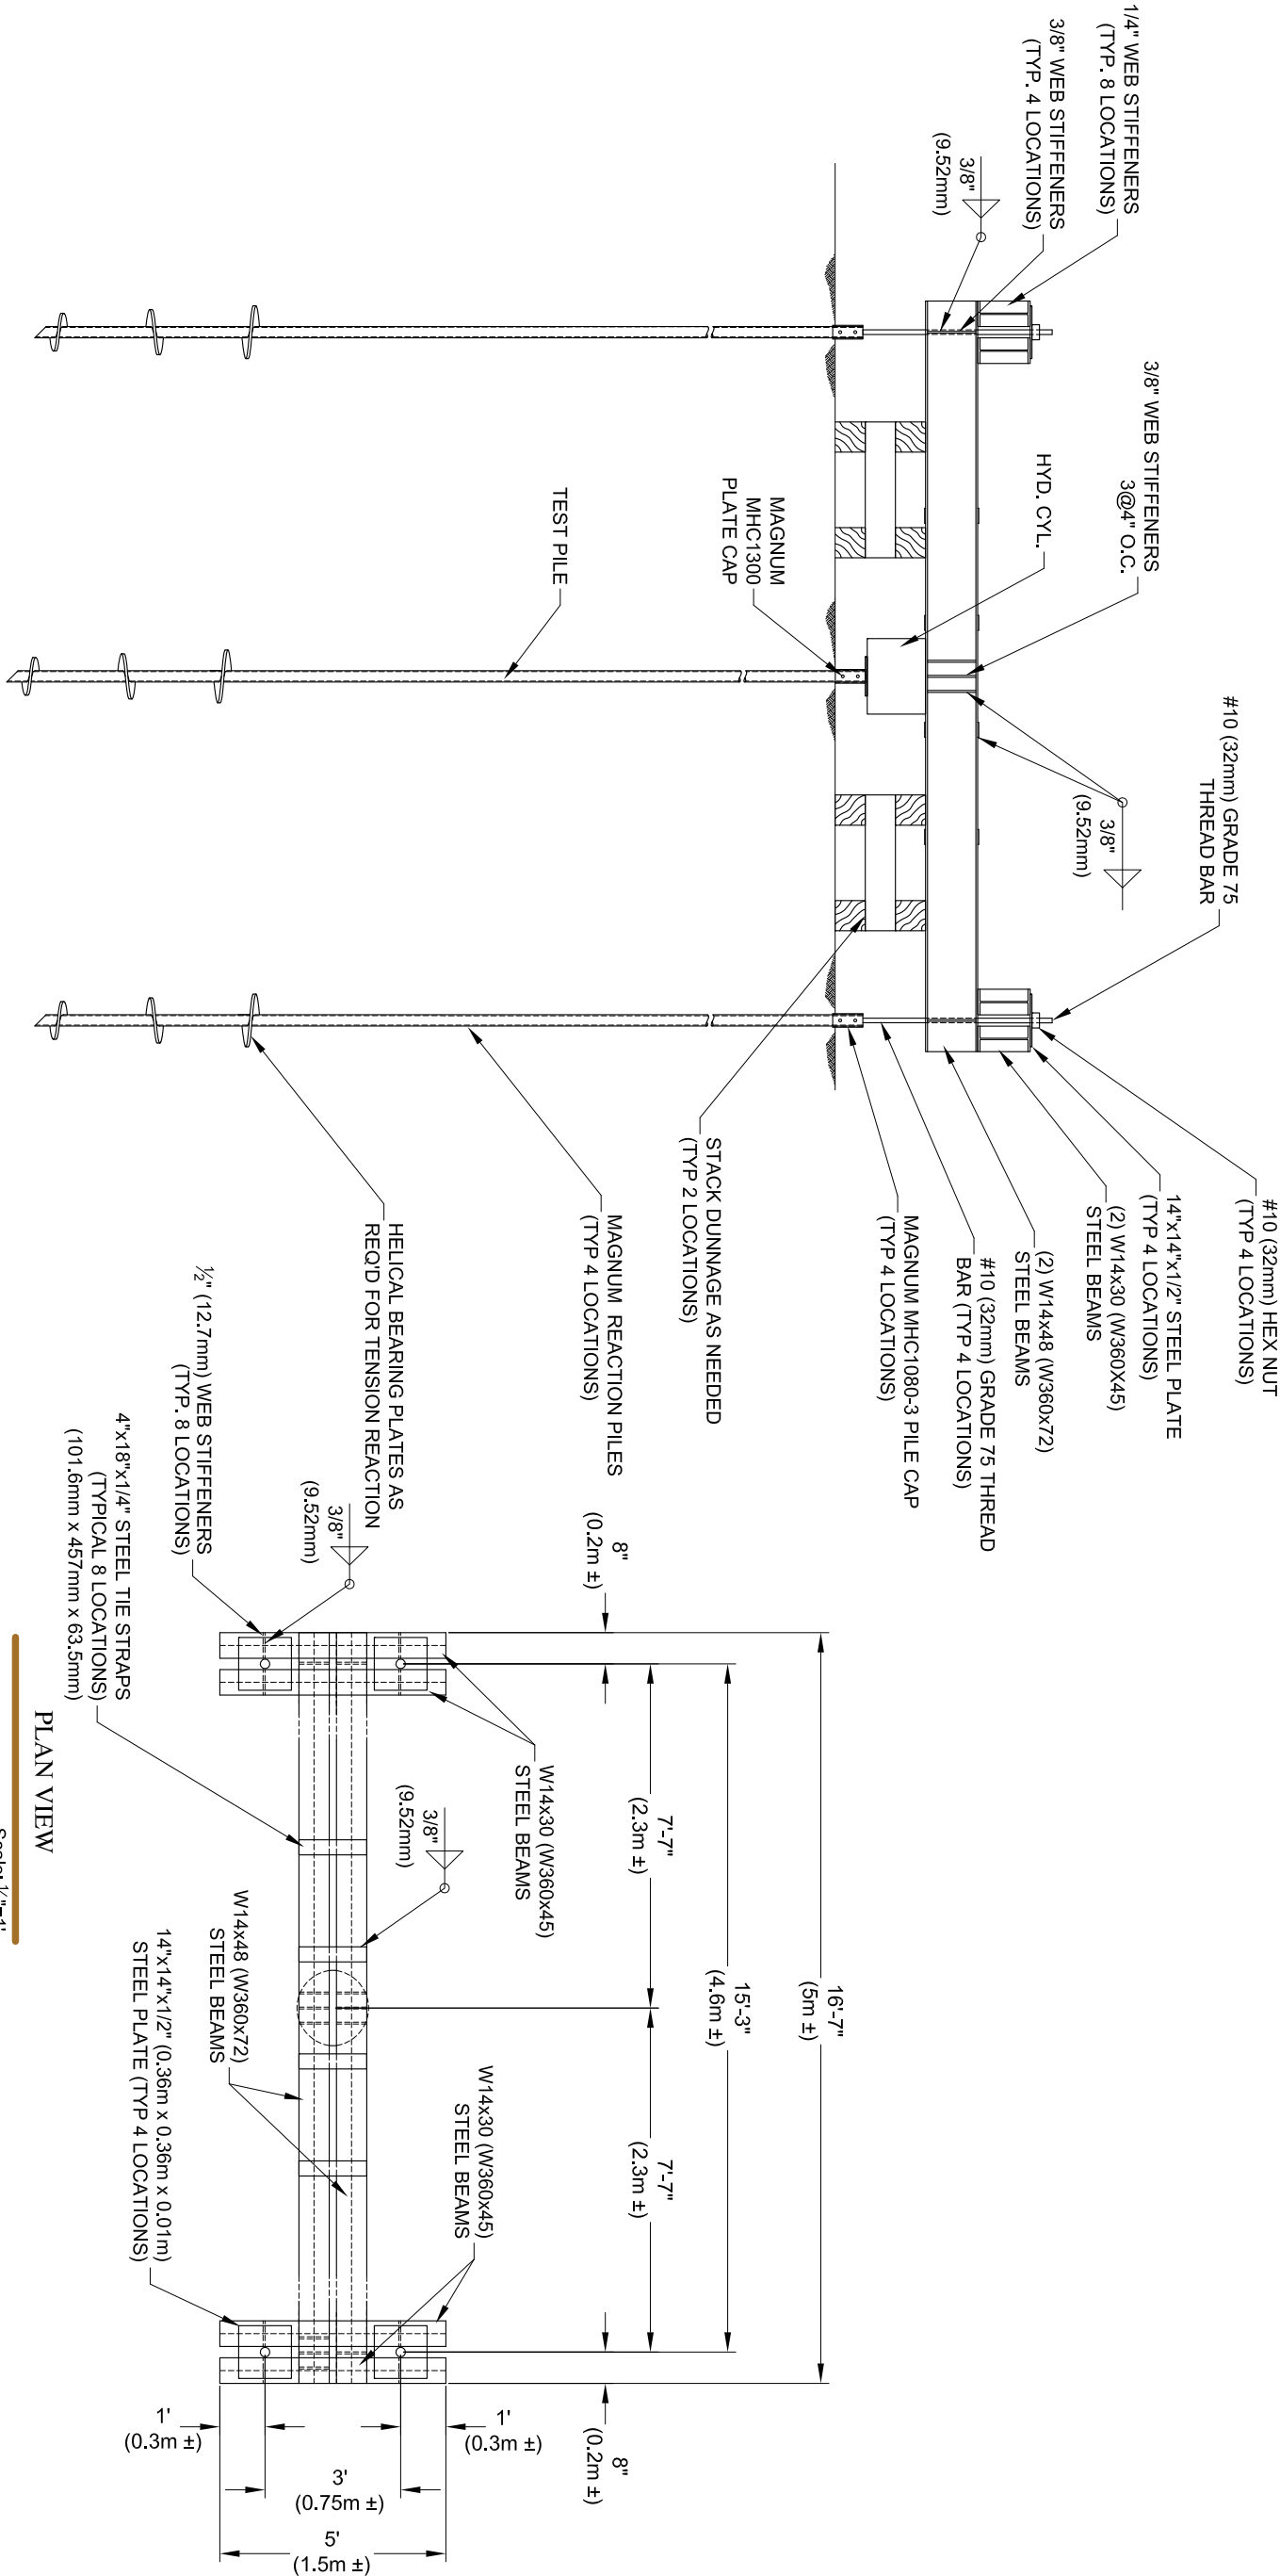 1/4" WEB STIFFENERS
(TYP. 8 LOCATIONS)
3/8" WEB STIFFENERS
(TYP. 4 LOCATIONS)
3/8"
(9.52mm)
3/8" WEB STIFFENERS
3@4" O.C.
HYD. CYL.
MAGNUM
MHC1300
PLATE CAP
TEST PILE
#10 (32mm) GRADE 75
THREAD BAR
3/8"
(9.52mm)
#10 (32mm) HEX NUT
(TYP 4 LOCATIONS)
14"x14"x1/2" STEEL PLATE
(TYP 4 LOCATIONS)
(2) W14x30 (W360X45)
STEEL BEAMS
(2) W14x48 (W360x72)
STEEL BEAMS
#10 (32mm) GRADE 75 THREAD
BAR (TYP 4 LOCATIONS)
MAGNUM MHC1080-3 PILE CAP
(TYP 4 LOCATIONS)
STACK DUNNAGE AS NEEDED
(TYP 2 LOCATIONS)
MAGNUM REACTION PILES
(TYP 4 LOCATIONS)
HELICAL BEARING PLATES AS
REQ'D FOR TENSION REACTION
16'-7"
(5m ±)
15'-3"
(4.6m ±)
8"
(0.2m ±)
7'-7"
(2.3m ±)
7'-7"
(2.3m ±)
8"
(0.2m ±)
W14x30 (W360x45)
STEEL BEAMS
W14x30 (W360x45)
STEEL BEAMS
3/8"
(9.52mm)
3/8"
(9.52mm)
½" (12.7mm) WEB STIFFENERS
(TYP. 8 LOCATIONS)
4"x18"x1/4" STEEL TIE STRAPS
(TYPICAL 8 LOCATIONS)
(101.6mm x 457mm x 63.5mm)
W14x48 (W360x72)
STEEL BEAMS
14"x14"x1/2" (0.36m x 0.36m x 0.01m)
STEEL PLATE (TYP 4 LOCATIONS)
1'
(0.3m ±)
1'
(0.3m ±)
3'
(0.75m ±)
5'
(1.5m ±)
PLAN VIEW